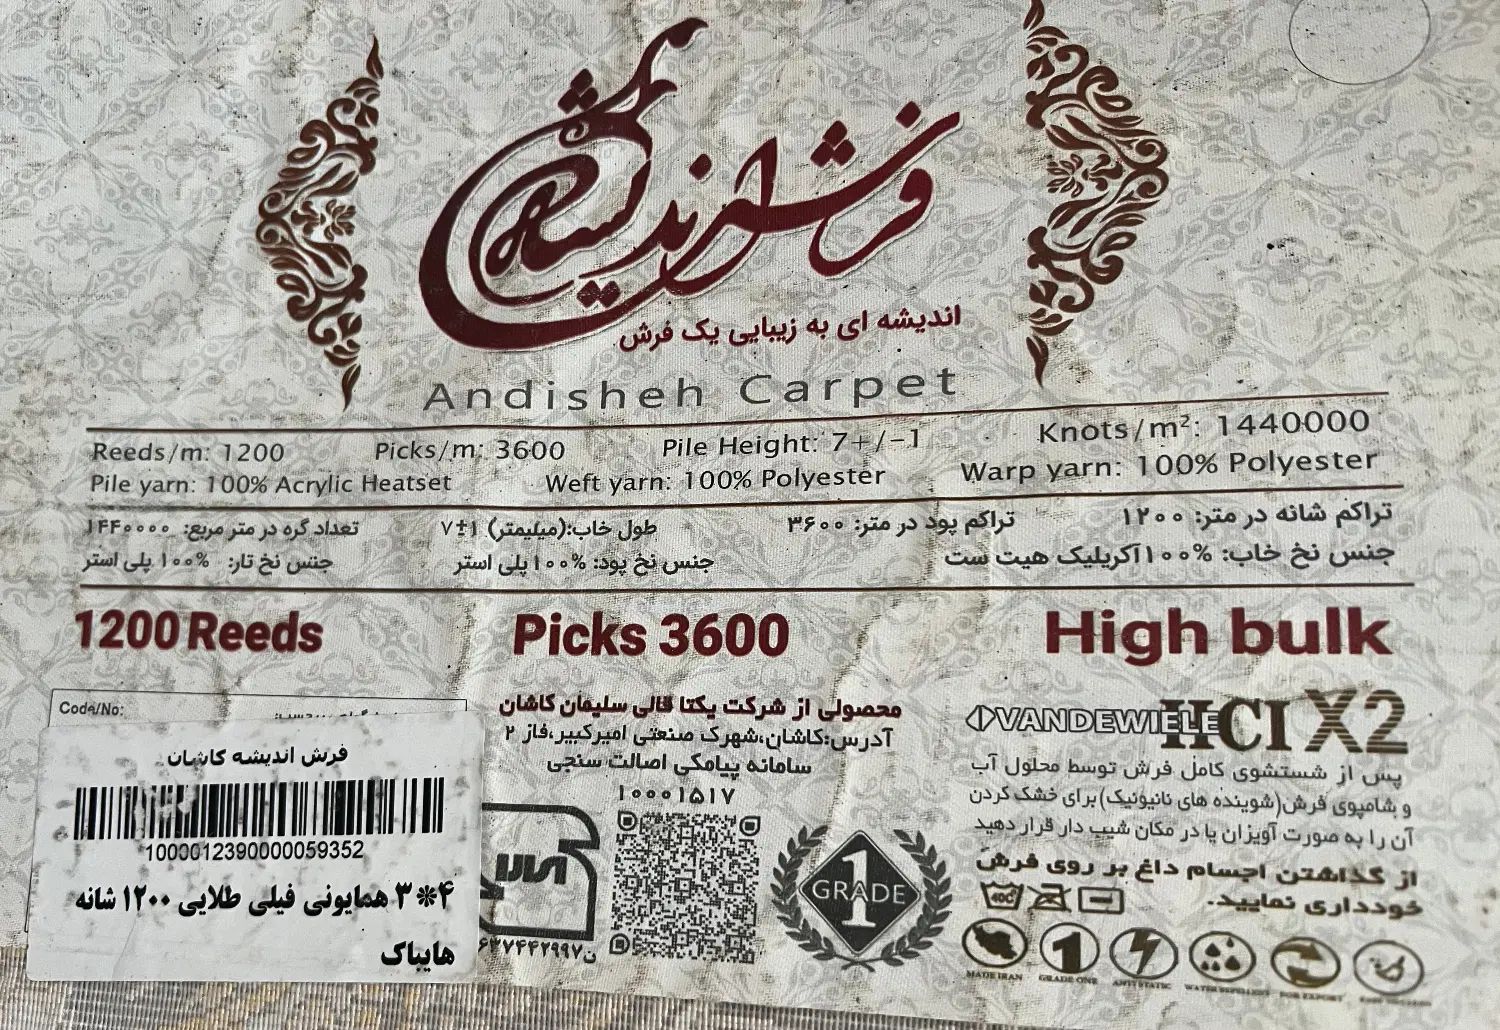 فرش اندیشه
اندیشه ای به زیبایی یک فرش
Andisheh Carpet
Reeds/m: 1200 Picks/m: 3600 Pile Height: 7+/-1 Knots/m²: 1440000
Pile yarn: 100% Acrylic Heatset Weft yarn: 100% Polyester Warp yarn: 100% Polyester
تراکم شانه در متر: ۱۲۰۰ تراکم پود در متر: ۳۶۰۰ طول خاب:(میلیمتر) ۱±۷ تعداد گره در متر مربع: ۱۴۴۰۰۰۰
جنس نخ خاب: %۱۰۰آکریلیک هیت ست جنس نخ پود: %۱۰۰پلی استر جنس نخ تار: %۱۰۰ پلی استر
1200 Reeds Picks 3600 High bulk
Code/No:
فرش اندیشه کاشان
1000012390000059352
۴*۳ همایونی فیلی طلایی ۱۲۰۰ شانه
هایباک
محصولی از شرکت یکتا قالی سلیمان کاشان
آدرس:کاشان،شهرک صنعتی امیرکبیر،فاز ۲
سامانه پیامکی اصالت سنجی
۱۰۰۰۱۵۱۷
۶۳۷۴۴۲۹۹۷ن
1
GRADE
VANDEWIELE HCI X2
پس از شستشوی کامل فرش توسط محلول آب
و شامپوی فرش(شوینده های نانیونیک)برای خشک کردن
آن را به صورت آویزان یا در مکان شیب دار قرار دهید
از گذاشتن اجسام داغ بر روی فرش
خودداری نمایید.
40C
1
MADE IRAN GRADE ONE ANTI STATIC WATER REPELLENT FOR EXPORT